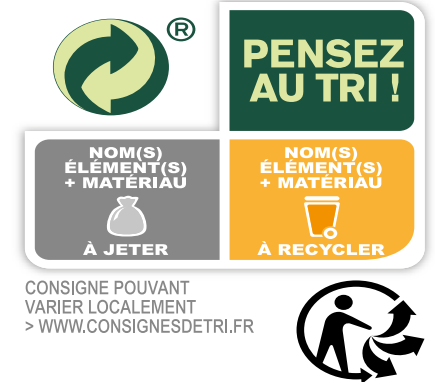 ®
PENSEZ
AU TRI !
NOM(S)
ÉLÉMENT(S)
+ MATÉRIAU
À JETER
NOM(S)
ÉLÉMENT(S)
+ MATÉRIAU
À RECYCLER
CONSIGNE POUVANT
VARIER LOCALEMENT
> WWW.CONSIGNESDETRI.FR